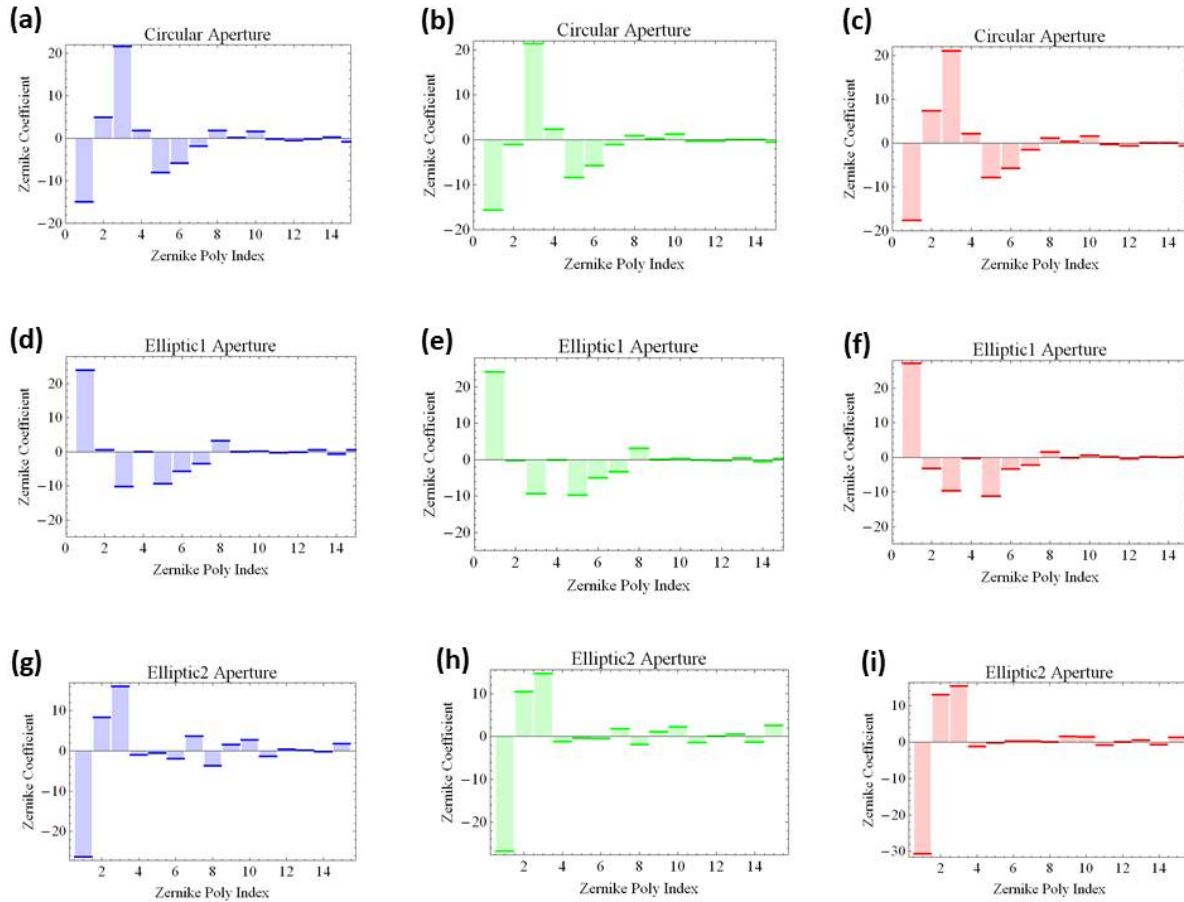 (a)
Circular Aperture
Zernike Coefficient
20
10
0
−10
−20
0 2 4 6 8 10 12 14
Zernike Poly Index
(b)
Circular Aperture
Zernike Coefficient
20
10
0
−10
−20
0 2 4 6 8 10 12 14
Zernike Poly Index
(c)
Circular Aperture
Zernike Coefficient
20
10
0
−10
−20
0 2 4 6 8 10 12 14
Zernike Poly Index
(d)
Elliptic1 Aperture
Zernike Coefficient
20
10
0
−10
−20
0 2 4 6 8 10 12 14
Zernike Poly Index
(e)
Elliptic1 Aperture
Zernike Coefficient
20
10
0
−10
−20
0 2 4 6 8 10 12 14
Zernike Poly Index
(f)
Elliptic1 Aperture
Zernike Coefficient
20
10
0
−10
−20
0 2 4 6 8 10 12 14
Zernike Poly Index
(g)
Elliptic2 Aperture
Zernike Coefficient
10
0
−10
−20
2 4 6 8 10 12 14
Zernike Poly Index
(h)
Elliptic2 Aperture
Zernike Coefficient
10
0
−10
−20
2 4 6 8 10 12 14
Zernike Poly Index
(i)
Elliptic2 Aperture
Zernike Coefficient
10
0
−10
−20
−30
2 4 6 8 10 12 14
Zernike Poly Index